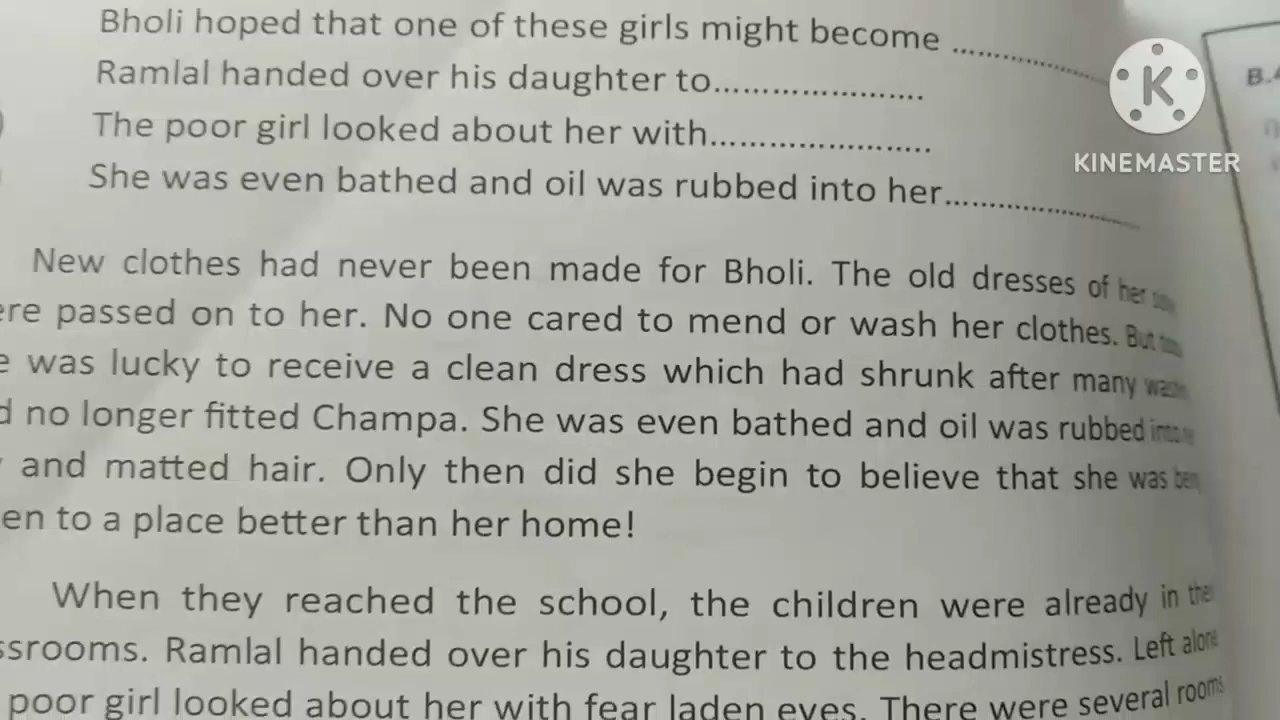 Bholi hoped that one of these girls might become ..................
Ramlal handed over his daughter to.....................
The poor girl looked about her with......................
She was even bathed and oil was rubbed into her......................
B.
KINEMASTER
New clothes had never been made for Bholi. The old dresses of her
ere passed on to her. No one cared to mend or wash her clothes. But
e was lucky to receive a clean dress which had shrunk after many
d no longer fitted Champa. She was even bathed and oil was rubbed into
and matted hair. Only then did she begin to believe that she was
en to a place better than her home!
When they reached the school, the children were already in
ssrooms. Ramlal handed over his daughter to the headmistress. Left alone
poor girl looked about her with fear laden eyes. There were several rooms